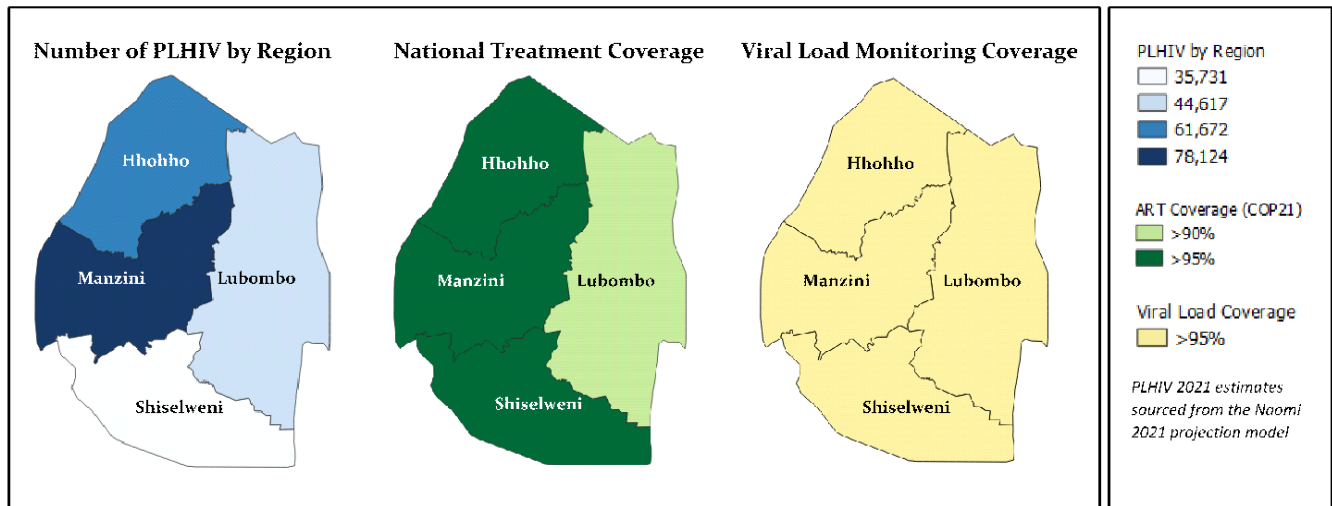 Number of PLHIV by Region
Hhohho
Manzini
Lubombo
Shiselweni
National Treatment Coverage
Hhohho
Manzini
Lubombo
Shiselweni
Viral Load Monitoring Coverage
Hhohho
Manzini
Lubombo
Shiselweni
PLHIV by Region
35,731
44,617
61,672
78,124
ART Coverage (COP21)
>90%
>95%
Viral Load Coverage
>95%
PLHIV 2021 estimates
sourced from the Naomi
2021 projection model